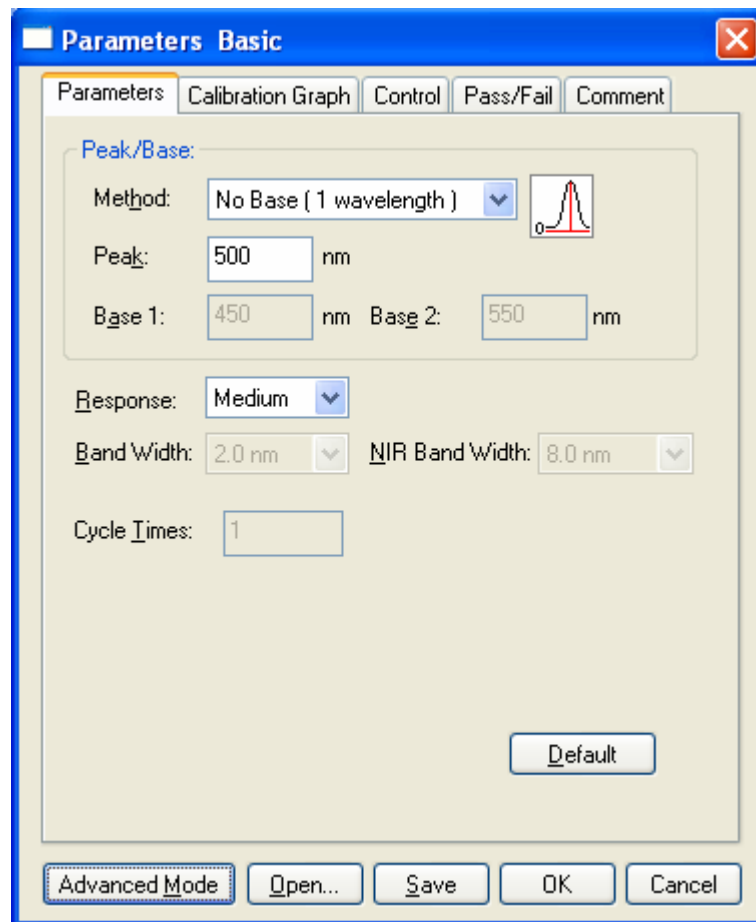 Parameters Basic
Parameters Calibration Graph Control Pass/Fail Comment
Peak/Base:
Method: No Base ( 1 wavelength ) 0
Peak: 500 nm
Base 1: 450 nm Base 2: 550 nm
Response: Medium
Band Width: 2.0 nm NIR Band Width: 8.0 nm
Cycle Times: 1
Default
Advanced Mode Open... Save OK Cancel